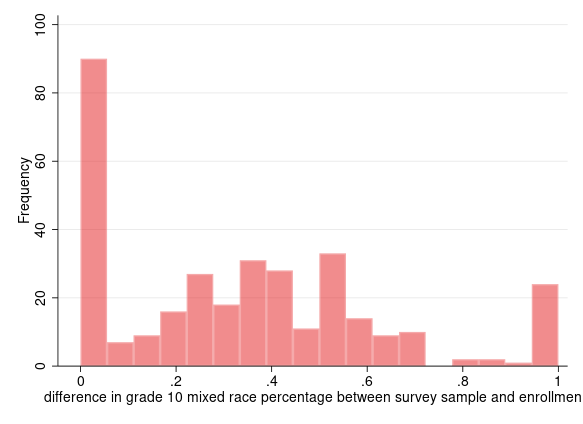 100
80
60
40
20
0
Frequency
0 .2 .4 .6 .8 1
difference in grade 10 mixed race percentage between survey sample and enrollmen